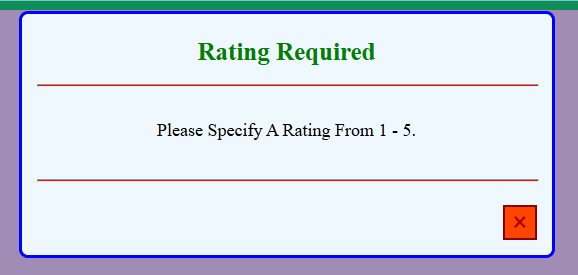 Rating Required
Please Specify A Rating From 1 - 5.
×